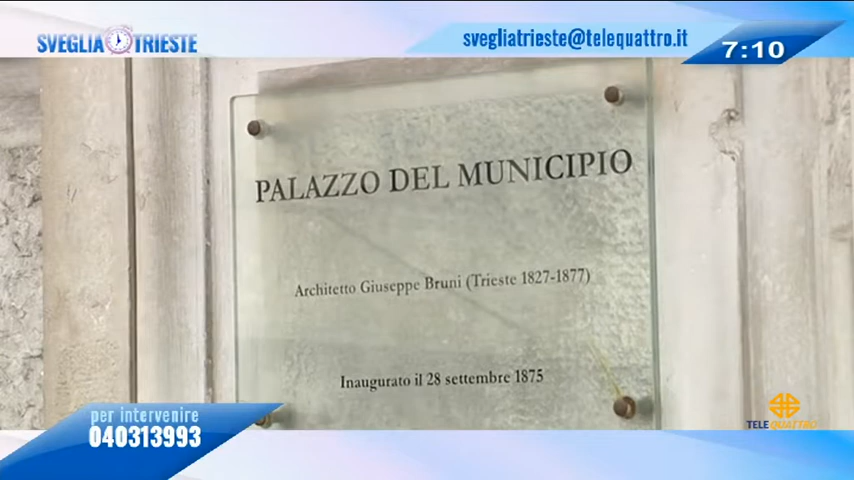 SVEGLIA TRIESTE
svegliatrieste@telequattro.it
7:10
PALAZZO DEL MUNICIPIO
Architetto Giuseppe Bruni (Trieste 1827-1877)
Inaugurato il 28 settembre 1875
per intervenire
040313993
TELEQUATTRO